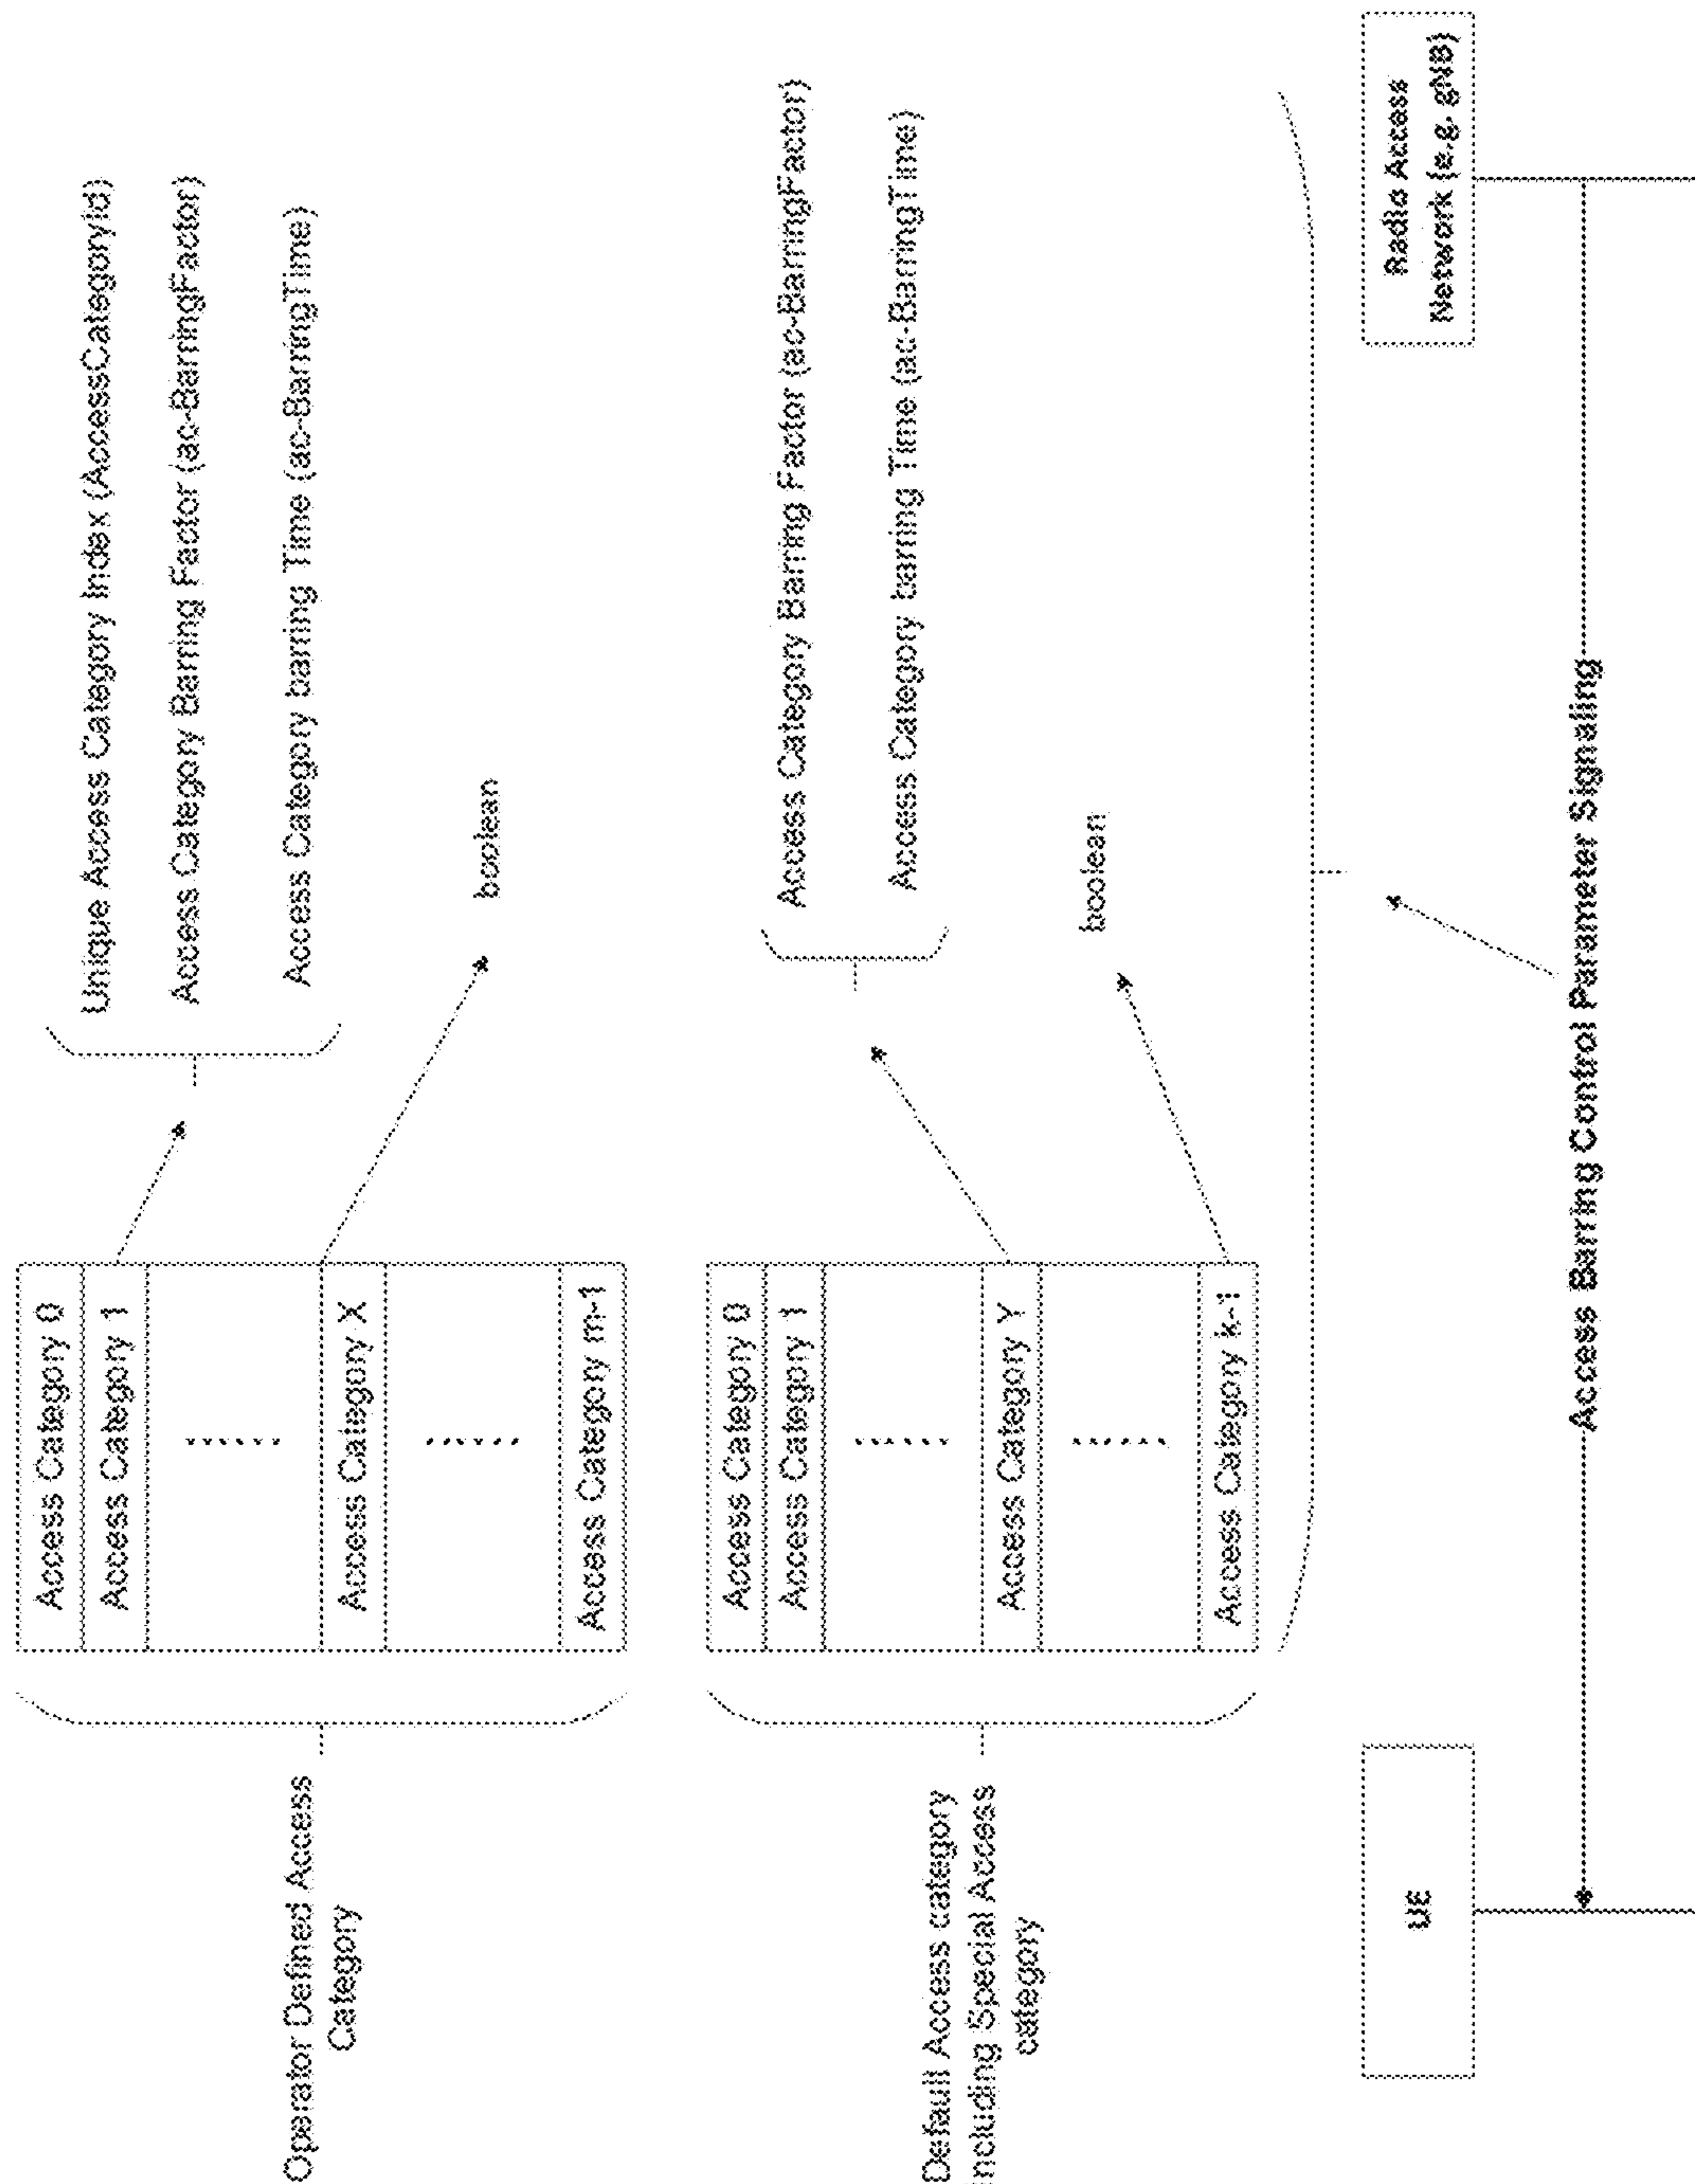 Operator Defined Access
Category
Access Category 0
Access Category 1
......
Access Category X
......
Access Category m-1
Unique Access Category Index (AccessCategoryId)
Access Category Barring Factor (ac-BarringFactor)
Access Category barring Time (ac-BarringTime)
boolean
Default Access category
including Special Access
category
Access Category 0
Access Category 1
......
Access Category Y
......
Access Category k-1
Access Category Barring Factor (ac-BarringFactor)
Access Category barring Time (ac-BarringTime)
boolean
UE
Radio Access
Network (e.g. gNB)
Access Barring Control Parameter Signaling